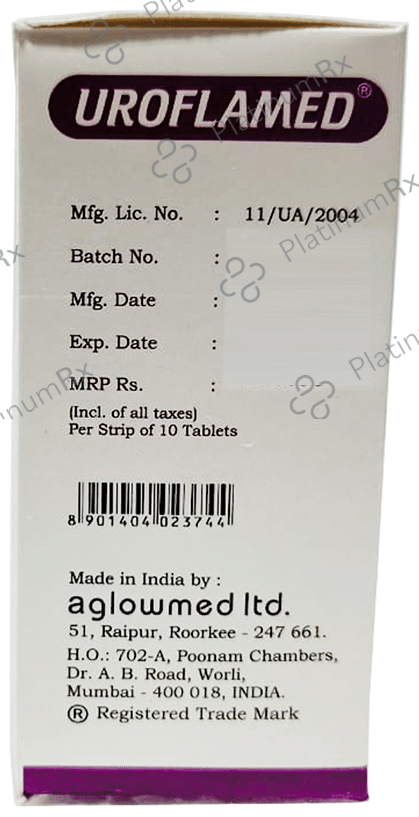 UROFLAMED®
Mfg. Lic. No. : 11/UA/2004
Batch No. :
Mfg. Date :
Exp. Date :
MRP Rs. :
(Incl. of all taxes)
Per Strip of 10 Tablets
8 901404 023744
Made in India by :
aglowmed ltd.
51, Raipur, Roorkee - 247 661.
H.O.: 702-A, Poonam Chambers,
Dr. A. B. Road, Worli,
Mumbai - 400 018, INDIA.
® Registered Trade Mark
PlatinumRx
PlatinumRx
PlatinumRx